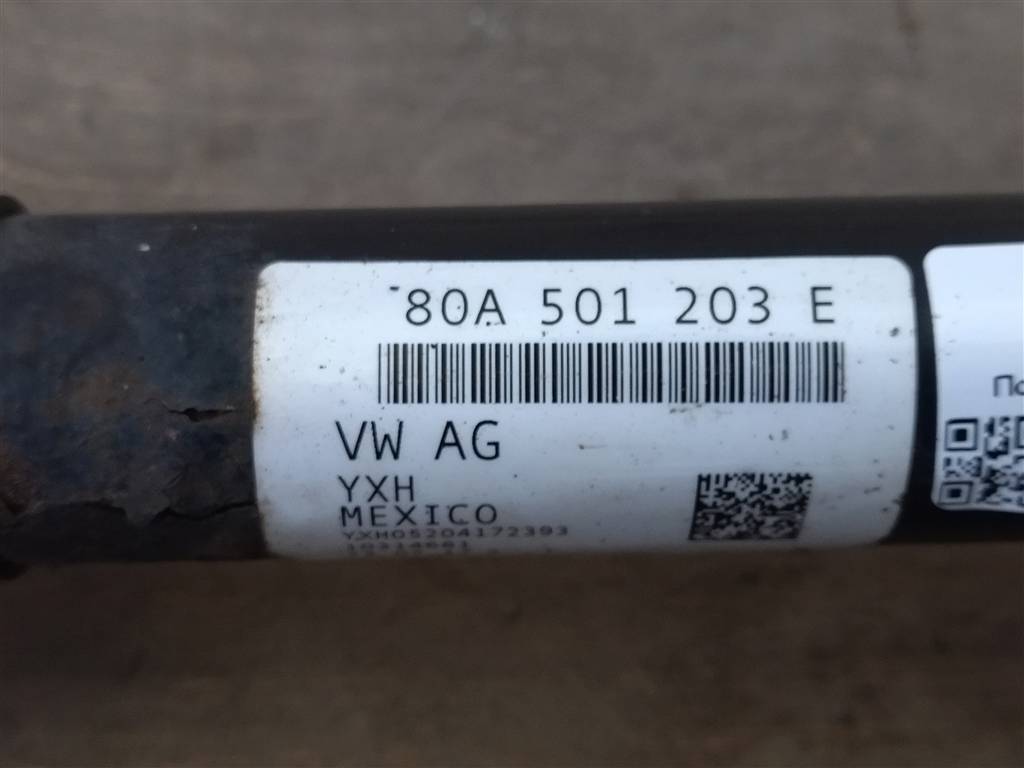 80A 501 203 E
VW AG
YXH
MEXICO
YXH05204172393